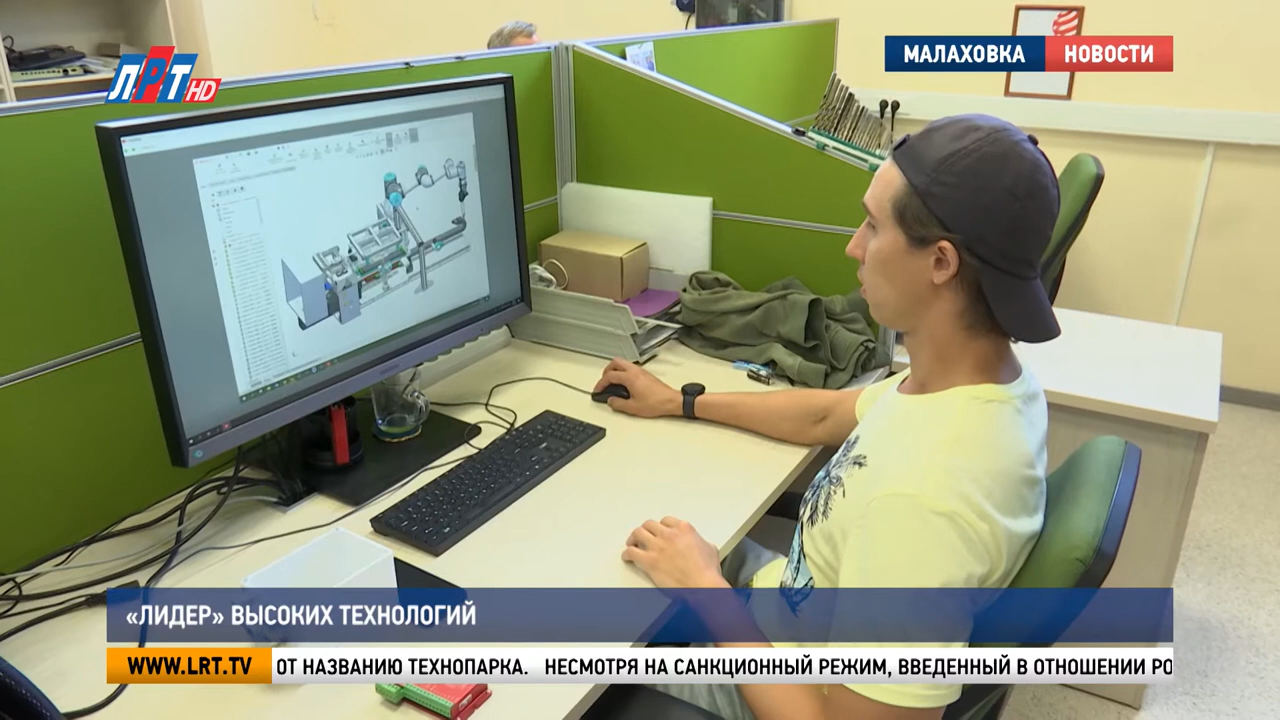 ЛРТ HD
МАЛАХОВКА НОВОСТИ
«ЛИДЕР» ВЫСОКИХ ТЕХНОЛОГИЙ
WWW.LRT.TV ОТ НАЗВАНИЮ ТЕХНОПАРКА. НЕСМОТРЯ НА САНКЦИОННЫЙ РЕЖИМ, ВВЕДЕННЫЙ В ОТНОШЕНИИ РО